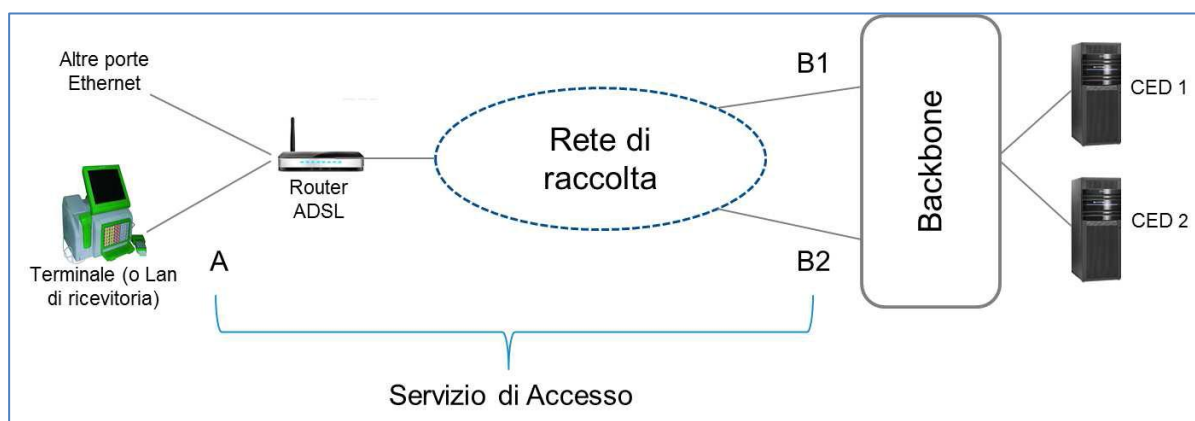 Altre porte
Ethernet
B1
CED 1
Rete di
raccolta
Backbone
Router
ADSL
CED 2
Terminale (o Lan
di ricevitoria)
A
B2
Servizio di Accesso